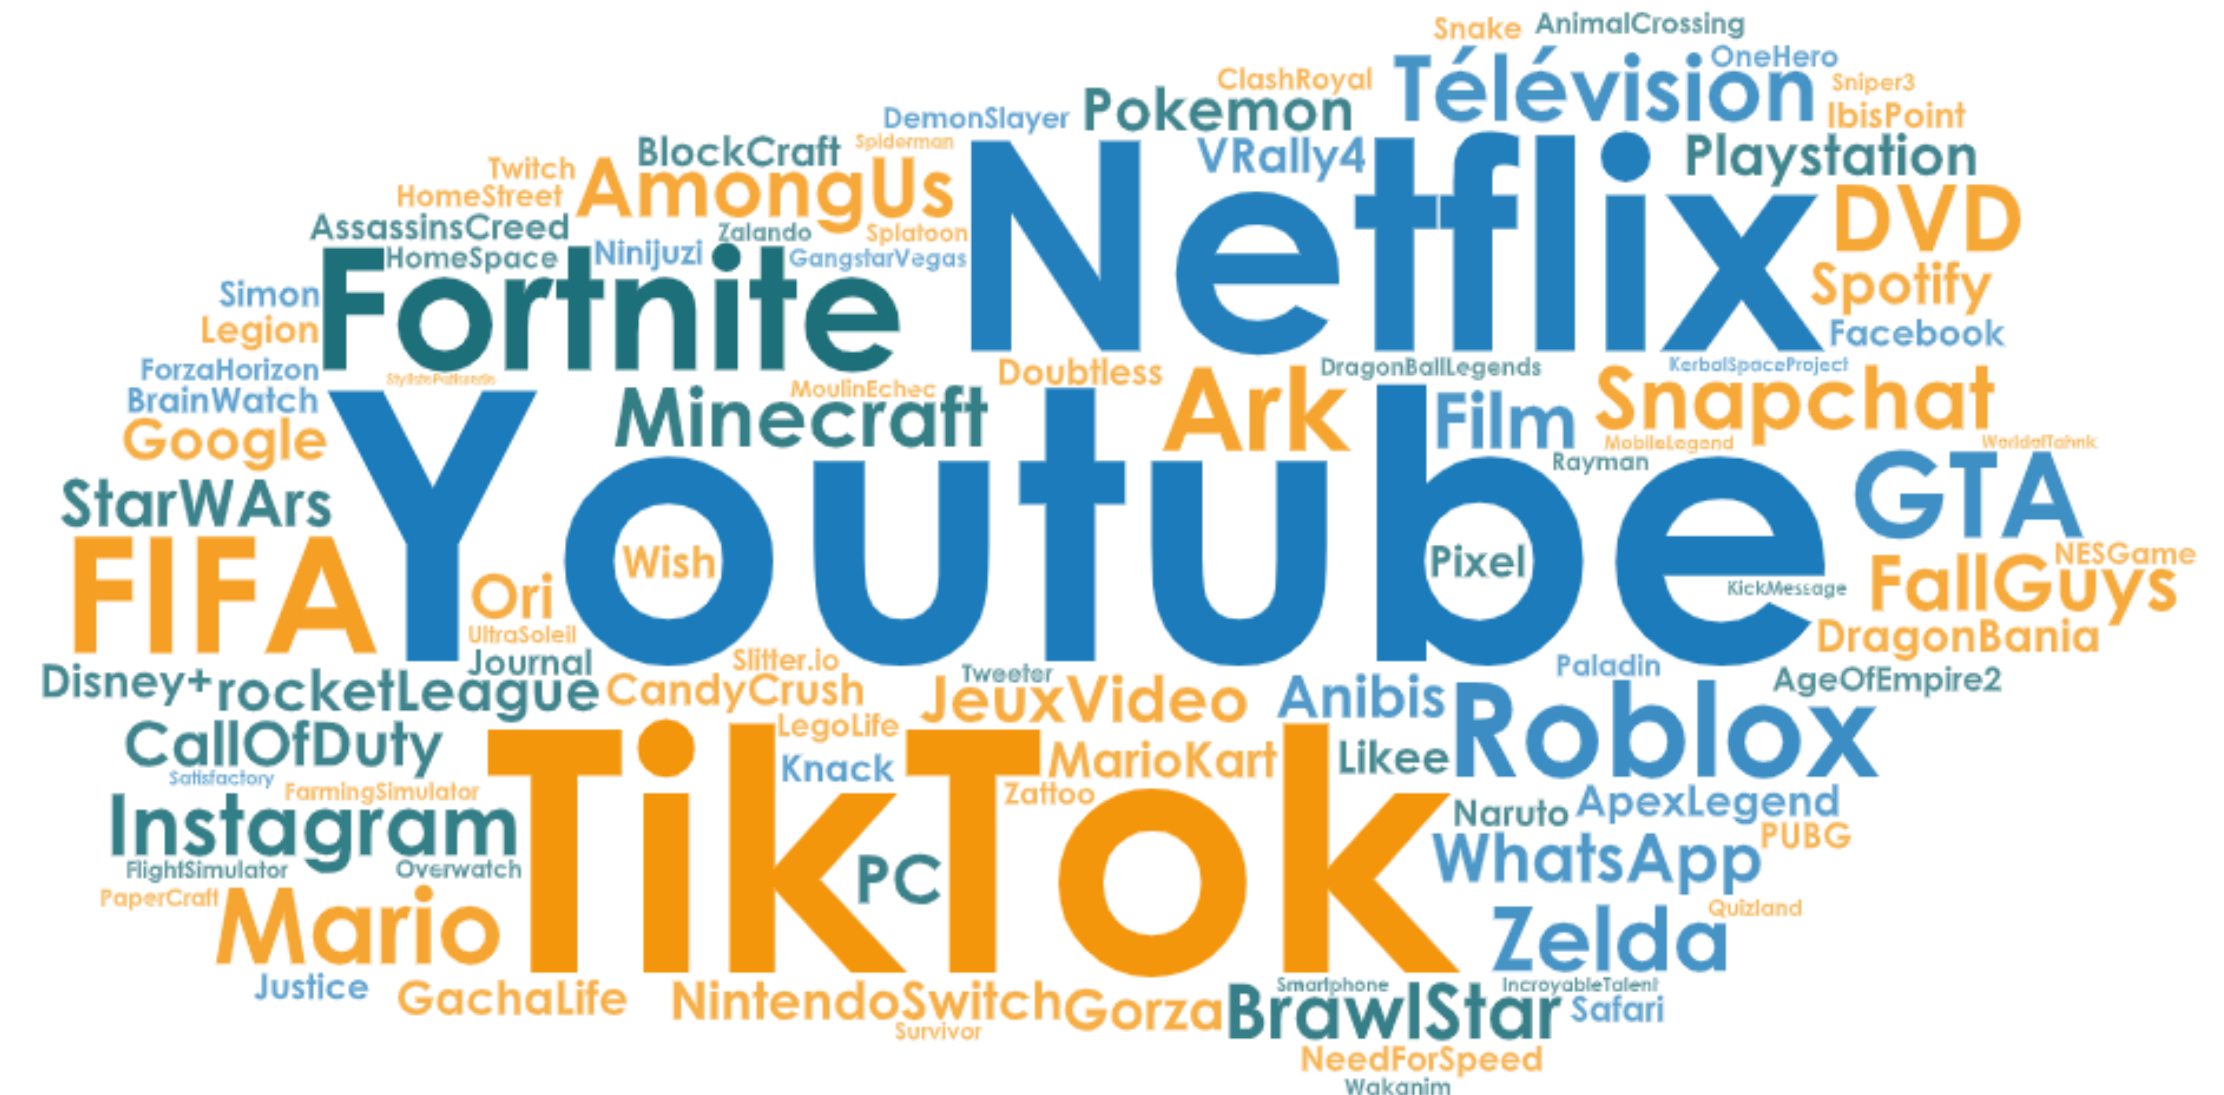 Snake AnimalCrossing
Télévision OneHero
ClashRoyal Sniper3
DemonSlayer Pokemon IbisPoint
BlockCraft Spiderman VRally4 Playstation
Twitch AmongUs Netflix DVD
HomeStreet
AssassinsCreed Zalando Splatoon
HomeSpace Ninijuzi GangstarVegas
Simon Fortnite Spotify
Legion Facebook
ForzaHorizon Doubtless DragonBallLegends KerbalSpaceProject
BrainWatch MoulinEchec
Minecraft Ark Film Snapchat
Google MobileLegend WorldofTahnk
Rayman
StarWArs GTA
Youtube
FIFA Wish Pixel NESGame
Ori KickMessage FallGuys
UltraSoleil DragonBania
Journal Slitter.io Tweeter Paladin
Disney+ rocketLeague CandyCrush JeuxVideo Anibis AgeOfEmpire2
LegoLife Roblox
CallOfDuty Knack MarioKart Likee
Satisfactory FarmingSimulator Zattoo
Instagram Naruto ApexLegend
PUBG
FlightSimulator Overwatch TikTok WhatsApp
PaperCraft PC Quizland
Mario Zelda
Justice GachaLife NintendoSwitch Smartphone IncroyableTalent
Gorza BrawlStar Safari
Survivor
NeedForSpeed
Wakanim